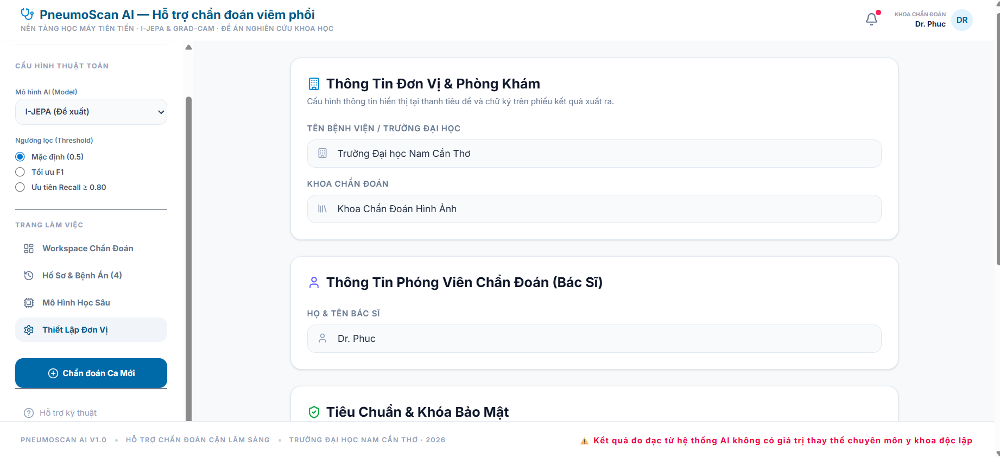 PneumoScan AI — Hỗ trợ chẩn đoán viêm phổi
NỀN TẢNG HỌC MÁY TIÊN TIẾN · I-JEPA & GRAD-CAM · ĐỀ ÁN NGHIÊN CỨU KHOA HỌC
KHOA CHẨN ĐOÁN
Dr. Phuc
DR
CẤU HÌNH THUẬT TOÁN
Mô hình AI (Model)
I-JEPA (Đề xuất)
Ngưỡng lọc (Threshold)
Mặc định (0.5)
Tối ưu F1
Ưu tiên Recall ≥ 0.80
TRANG LÀM VIỆC
Workspace Chẩn Đoán
Hồ Sơ & Bệnh Án (4)
Mô Hình Học Sâu
Thiết Lập Đơn Vị
Chẩn đoán Ca Mới
Hỗ trợ kỹ thuật
Thông Tin Đơn Vị & Phòng Khám
Cấu hình thông tin hiển thị tại thanh tiêu đề và chữ ký trên phiếu kết quả xuất ra.
TÊN BỆNH VIỆN / TRƯỜNG ĐẠI HỌC
Trường Đại học Nam Cần Thơ
KHOA CHẨN ĐOÁN
Khoa Chẩn Đoán Hình Ảnh
Thông Tin Phóng Viên Chẩn Đoán (Bác Sĩ)
HỌ & TÊN BÁC SĨ
Dr. Phuc
Tiêu Chuẩn & Khóa Bảo Mật
PNEUMOSCAN AI V1.0 • HỖ TRỢ CHẨN ĐOÁN CẬN LÂM SÀNG • TRƯỜNG ĐẠI HỌC NAM CẦN THƠ · 2026
⚠ Kết quả đo đạc từ hệ thống AI không có giá trị thay thế chuyên môn y khoa độc lập